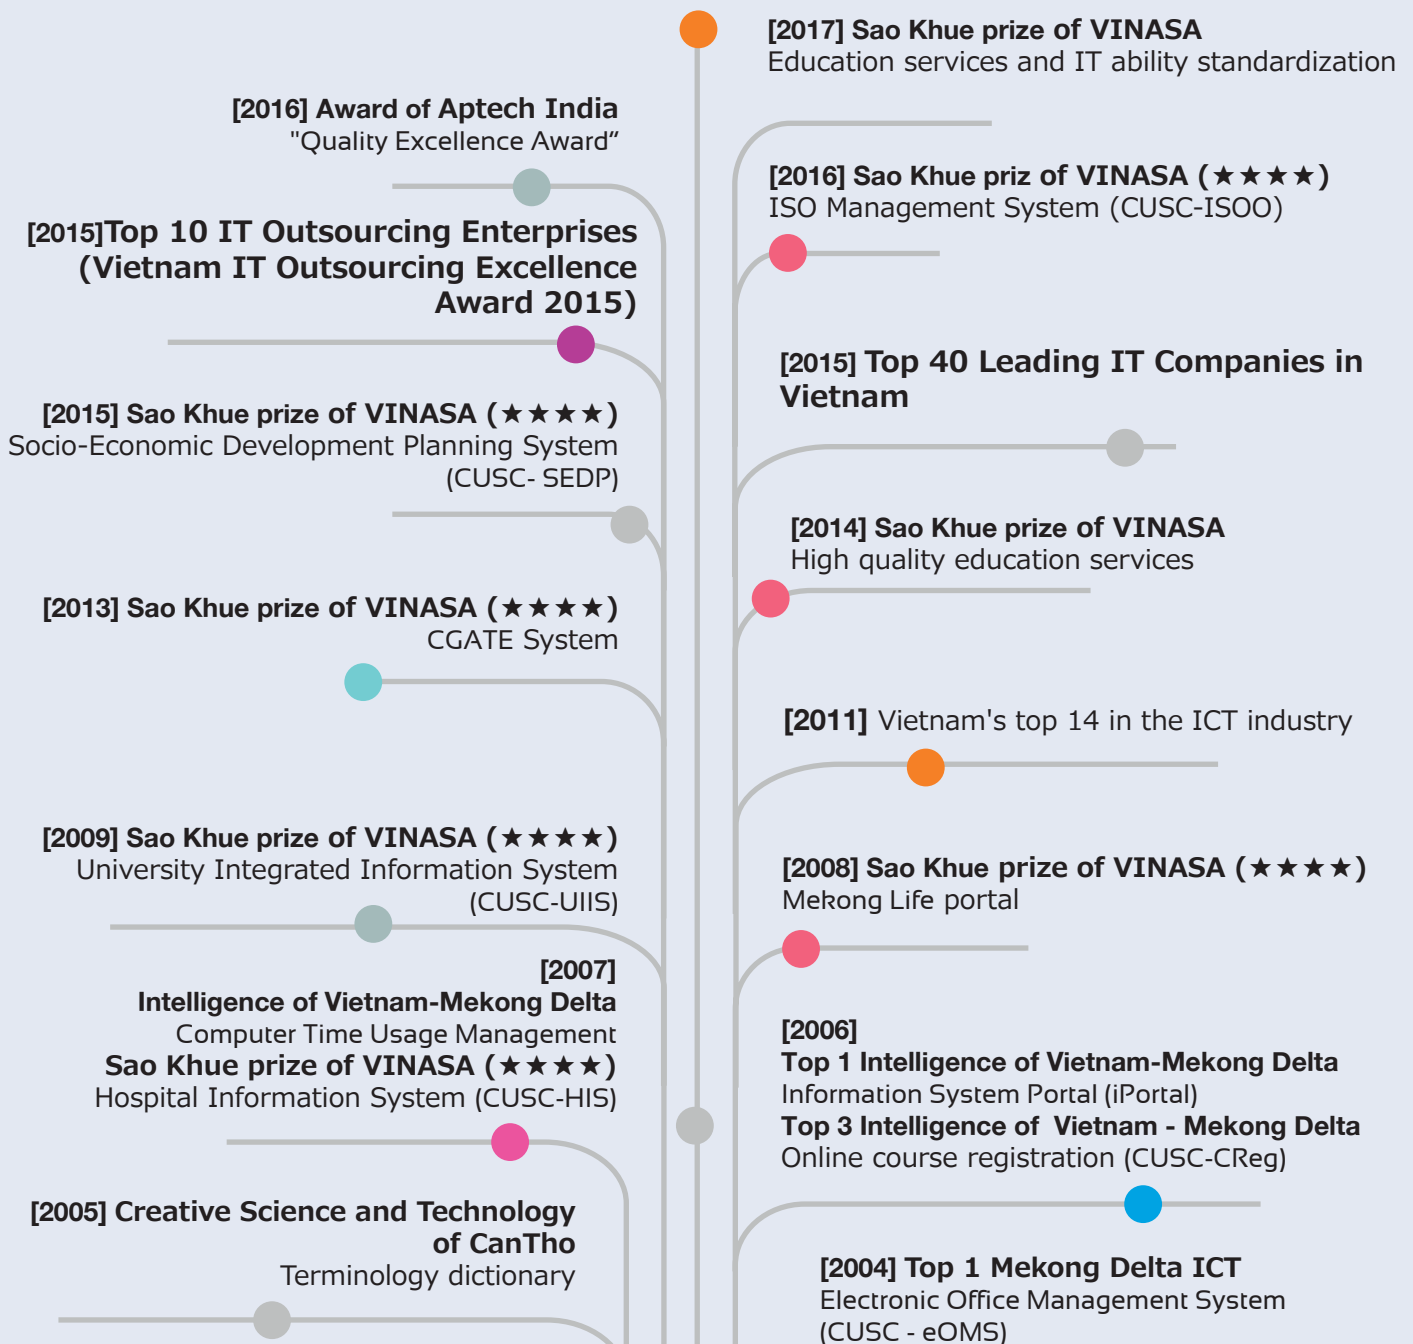 [2017] Sao Khue prize of VINASA
Education services and IT ability standardization
[2016] Award of Aptech India
"Quality Excellence Award“
[2016] Sao Khue priz of VINASA (★★★★)
ISO Management System (CUSC-ISOO)
[2015]Top 10 IT Outsourcing Enterprises
(Vietnam IT Outsourcing Excellence
Award 2015)
[2015] Top 40 Leading IT Companies in
Vietnam
[2015] Sao Khue prize of VINASA (★★★★)
Socio-Economic Development Planning System
(CUSC- SEDP)
[2014] Sao Khue prize of VINASA
High quality education services
[2013] Sao Khue prize of VINASA (★★★★)
CGATE System
[2011] Vietnam's top 14 in the ICT industry
[2009] Sao Khue prize of VINASA (★★★★)
University Integrated Information System
(CUSC-UIIS)
[2008] Sao Khue prize of VINASA (★★★★)
Mekong Life portal
[2007]
Intelligence of Vietnam-Mekong Delta
Computer Time Usage Management
Sao Khue prize of VINASA (★★★★)
Hospital Information System (CUSC-HIS)
[2006]
Top 1 Intelligence of Vietnam-Mekong Delta
Information System Portal (iPortal)
Top 3 Intelligence of Vietnam - Mekong Delta
Online course registration (CUSC-CReg)
[2005] Creative Science and Technology
of CanTho
Terminology dictionary
[2004] Top 1 Mekong Delta ICT
Electronic Office Management System
(CUSC - eOMS)